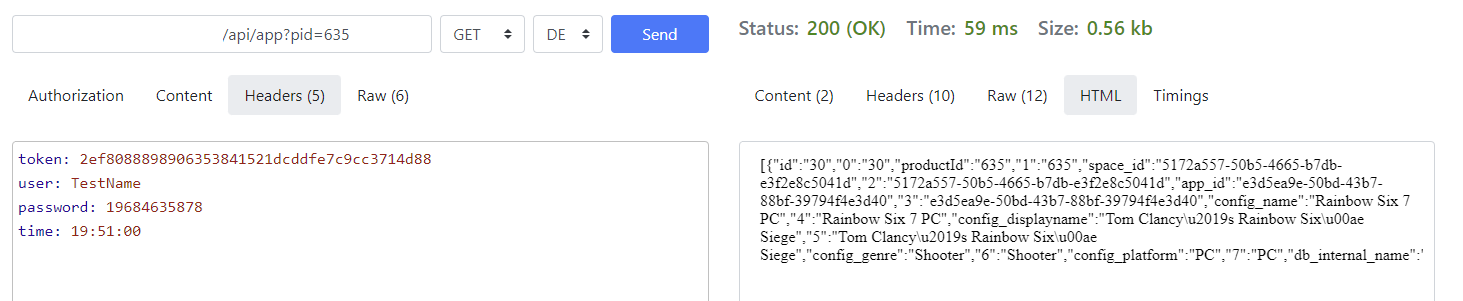 /api/app?pid=635 GET DE Send
Status: 200 (OK) Time: 59 ms Size: 0.56 kb
Authorization Content Headers (5) Raw (6)
Content (2) Headers (10) Raw (12) HTML Timings
token: 2ef8088898906353841521dcddfe7c9cc3714d88
user: TestName
password: 19684635878
time: 19:51:00
[{"id":"30","0":"30","productId":"635","1":"635","space_id":"5172a557-50b5-4665-b7db-
e3f2e8c5041d","2":"5172a557-50b5-4665-b7db-e3f2e8c5041d","app_id":"e3d5ea9e-50bd-43b7-
88bf-39794f4e3d40","3":"e3d5ea9e-50bd-43b7-88bf-39794f4e3d40","config_name":"Rainbow Six 7
PC","4":"Rainbow Six 7 PC","config_displayname":"Tom Clancy\u2019s Rainbow Six\u00ae
Siege","5":"Tom Clancy\u2019s Rainbow Six\u00ae
Siege","config_genre":"Shooter","6":"Shooter","config_platform":"PC","7":"PC","db_internal_name":'